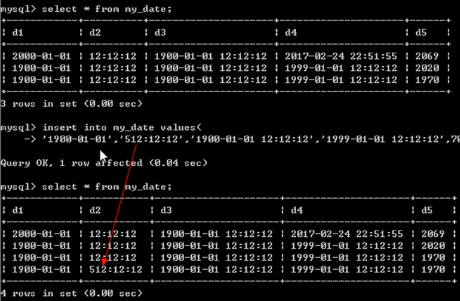 mysql> select * from my_date;
+------------+----------+---------------------+---------------------+------+
| d1 | d2 | d3 | d4 | d5 |
+------------+----------+---------------------+---------------------+------+
| 2000-01-01 | 12:12:12 | 1900-01-01 12:12:12 | 2017-02-24 22:51:55 | 2069 |
| 1900-01-01 | 12:12:12 | 1900-01-01 12:12:12 | 1999-01-01 12:12:12 | 2020 |
| 1900-01-01 | 12:12:12 | 1900-01-01 12:12:12 | 1999-01-01 12:12:12 | 1970 |
+------------+----------+---------------------+---------------------+------+
3 rows in set (0.00 sec)
mysql> insert into my_date values(
-> '1900-01-01','512:12:12','1900-01-01 12:12:12','1999-01-01 12:12:12',70
Query OK, 1 row affected (0.04 sec)
mysql> select * from my_date;
+------------+-----------+---------------------+---------------------+------+
| d1 | d2 | d3 | d4 | d5 |
+------------+-----------+---------------------+---------------------+------+
| 2000-01-01 | 12:12:12 | 1900-01-01 12:12:12 | 2017-02-24 22:51:55 | 2069 |
| 1900-01-01 | 12:12:12 | 1900-01-01 12:12:12 | 1999-01-01 12:12:12 | 2020 |
| 1900-01-01 | 12:12:12 | 1900-01-01 12:12:12 | 1999-01-01 12:12:12 | 1970 |
| 1900-01-01 | 512:12:12 | 1900-01-01 12:12:12 | 1999-01-01 12:12:12 | 1970 |
+------------+-----------+---------------------+---------------------+------+
4 rows in set (0.00 sec)